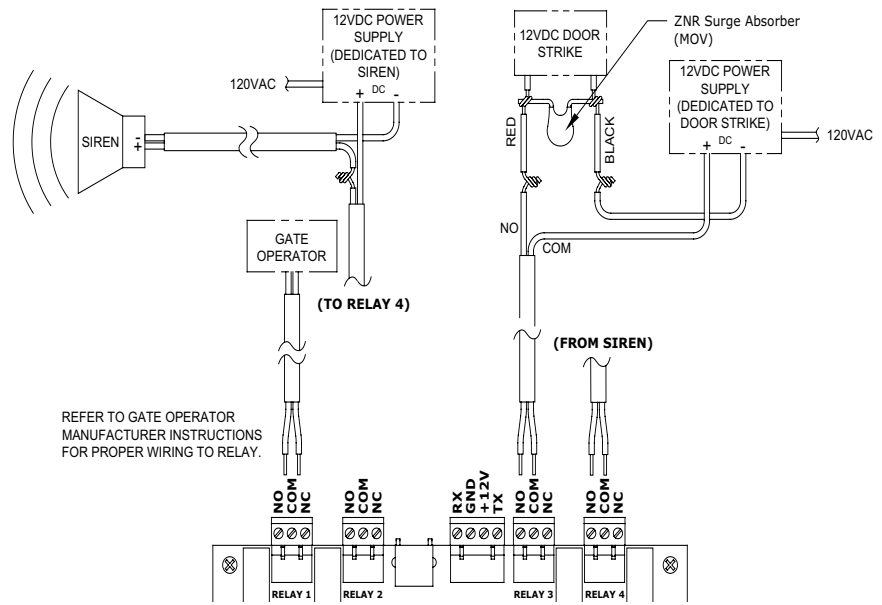 12VDC POWER
SUPPLY
(DEDICATED TO
SIREN)
+ DC -
120VAC
SIREN
-
+
12VDC DOOR
STRIKE
ZNR Surge Absorber
(MOV)
12VDC POWER
SUPPLY
(DEDICATED TO
DOOR STRIKE)
+ DC -
120VAC
RED
BLACK
NO
COM
GATE
OPERATOR
(TO RELAY 4)
(FROM SIREN)
REFER TO GATE OPERATOR
MANUFACTURER INSTRUCTIONS
FOR PROPER WIRING TO RELAY.
NO
COM
NC
NO
COM
NC
RX
GND
+12V
TX
NO
COM
NC
NO
COM
NC
RELAY 1
RELAY 2
RELAY 3
RELAY 4